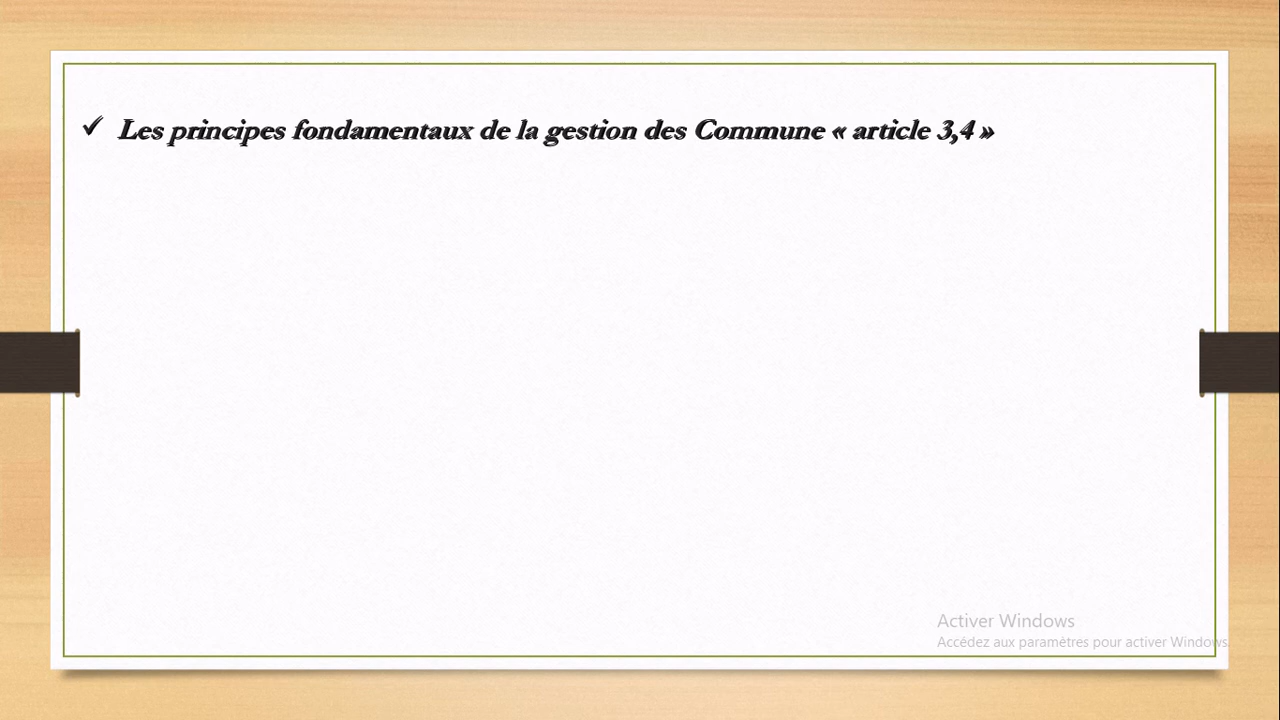 ✓ Les principes fondamentaux de la gestion des Commune « article 3,4 »
Activer Windows
Accédez aux paramètres pour activer Windows.